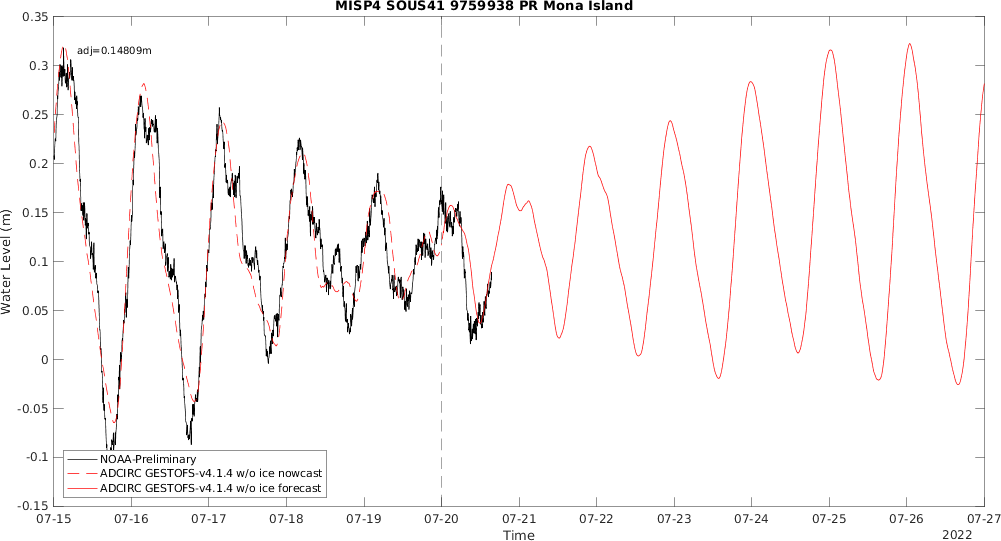 MISP4 SOUS41 9759938 PR Mona Island
adj=0.14809m
0.35
0.3
0.25
0.2
0.15
0.1
0.05
0
-0.05
-0.1
-0.15
Water Level (m)
NOAA-Preliminary
ADCIRC GESTOFS-v4.1.4 w/o ice nowcast
ADCIRC GESTOFS-v4.1.4 w/o ice forecast
07-15 07-16 07-17 07-18 07-19 07-20 07-21 07-22 07-23 07-24 07-25 07-26 07-27
Time
2022